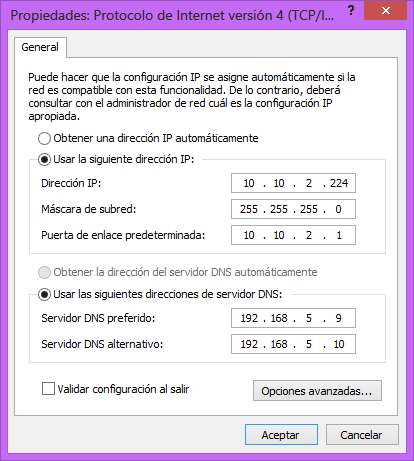 Propiedades: Protocolo de Internet versión 4 (TCP/I...
?
General
Puede hacer que la configuración IP se asigne automáticamente si la
red es compatible con esta funcionalidad. De lo contrario, deberá
consultar con el administrador de red cuál es la configuración IP
apropiada.
Obtener una dirección IP automáticamente
Usar la siguiente dirección IP:
Dirección IP: 10 . 10 . 2 . 224
Máscara de subred: 255 . 255 . 255 . 0
Puerta de enlace predeterminada: 10 . 10 . 2 . 1
Obtener la dirección del servidor DNS automáticamente
Usar las siguientes direcciones de servidor DNS:
Servidor DNS preferido: 192 . 168 . 5 . 9
Servidor DNS alternativo: 192 . 168 . 5 . 10
Validar configuración al salir
Opciones avanzadas...
Aceptar Cancelar